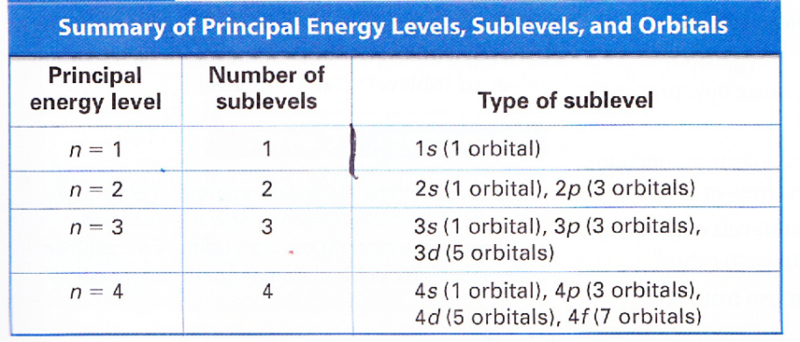 Summary of Principal Energy Levels, Sublevels, and Orbitals
Principal energy level
Number of sublevels
Type of sublevel
n = 1
1
1s (1 orbital)
n = 2
2
2s (1 orbital), 2p (3 orbitals)
n = 3
3
3s (1 orbital), 3p (3 orbitals),
3d (5 orbitals)
n = 4
4
4s (1 orbital), 4p (3 orbitals),
4d (5 orbitals), 4f (7 orbitals)